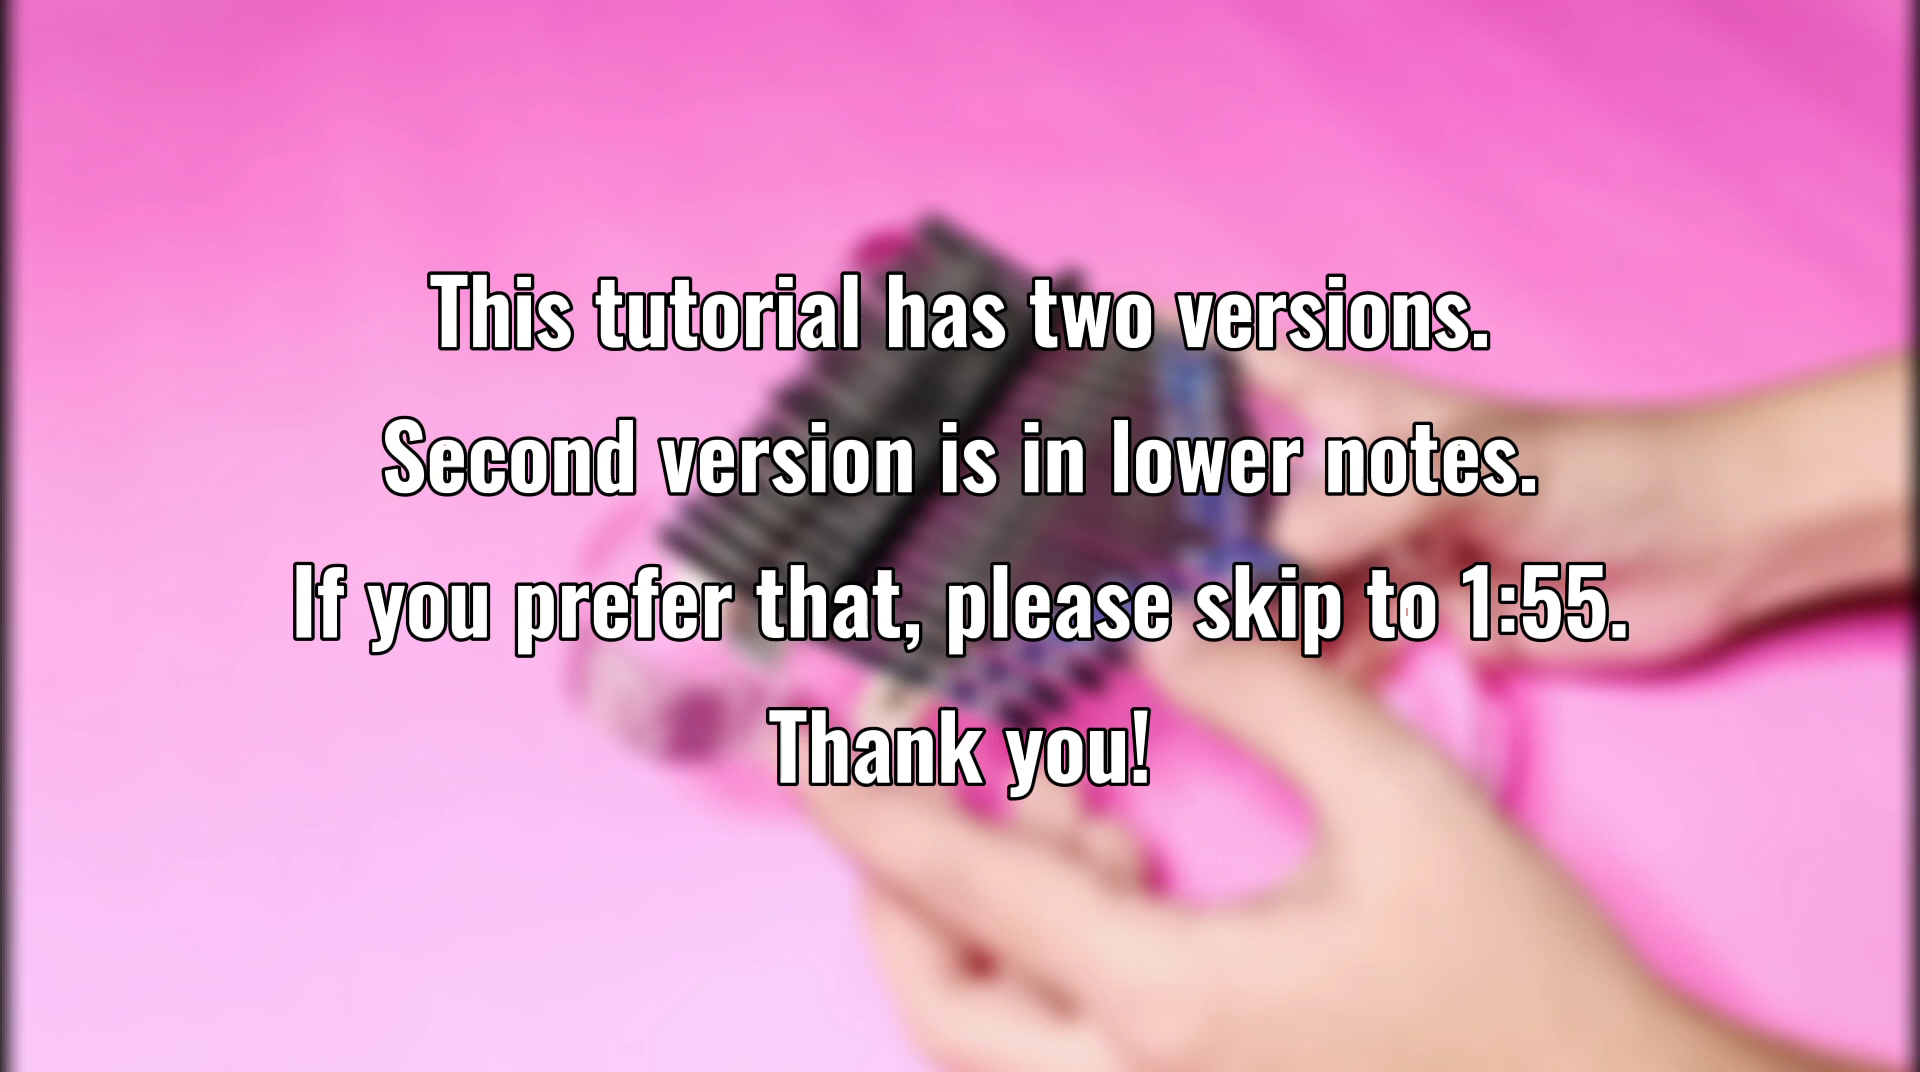 This tutorial has two versions.
Second version is in lower notes.
If you prefer that, please skip to 1:55.
Thank you!